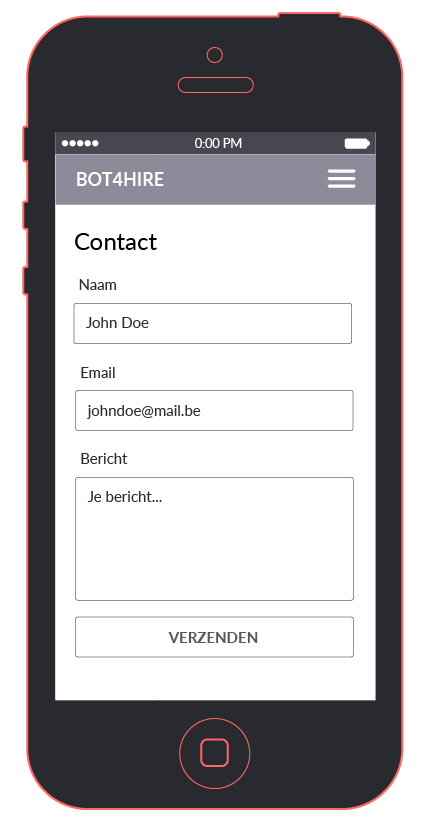 0:00 PM
BOT4HIRE
Contact
Naam
John Doe
Email
johndoe@mail.be
Bericht
Je bericht...
VERZENDEN